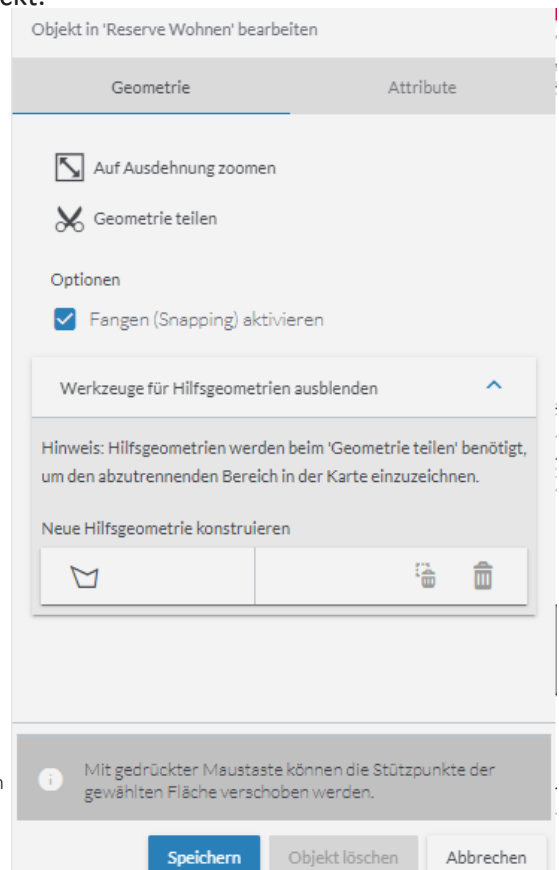 ekt.
Objekt in 'Reserve Wohnen' bearbeiten
Geometrie
Attribute
Auf Ausdehnung zoomen
Geometrie teilen
Optionen
Fangen (Snapping) aktivieren
Werkzeuge für Hilfsgeometrien ausblenden
Hinweis: Hilfsgeometrien werden beim 'Geometrie teilen' benötigt,
um den abzutrennenden Bereich in der Karte einzuzeichnen.
Neue Hilfsgeometrie konstruieren
Mit gedrückter Maustaste können die Stützpunkte der
gewählten Fläche verschoben werden.
Speichern
Objekt löschen
Abbrechen